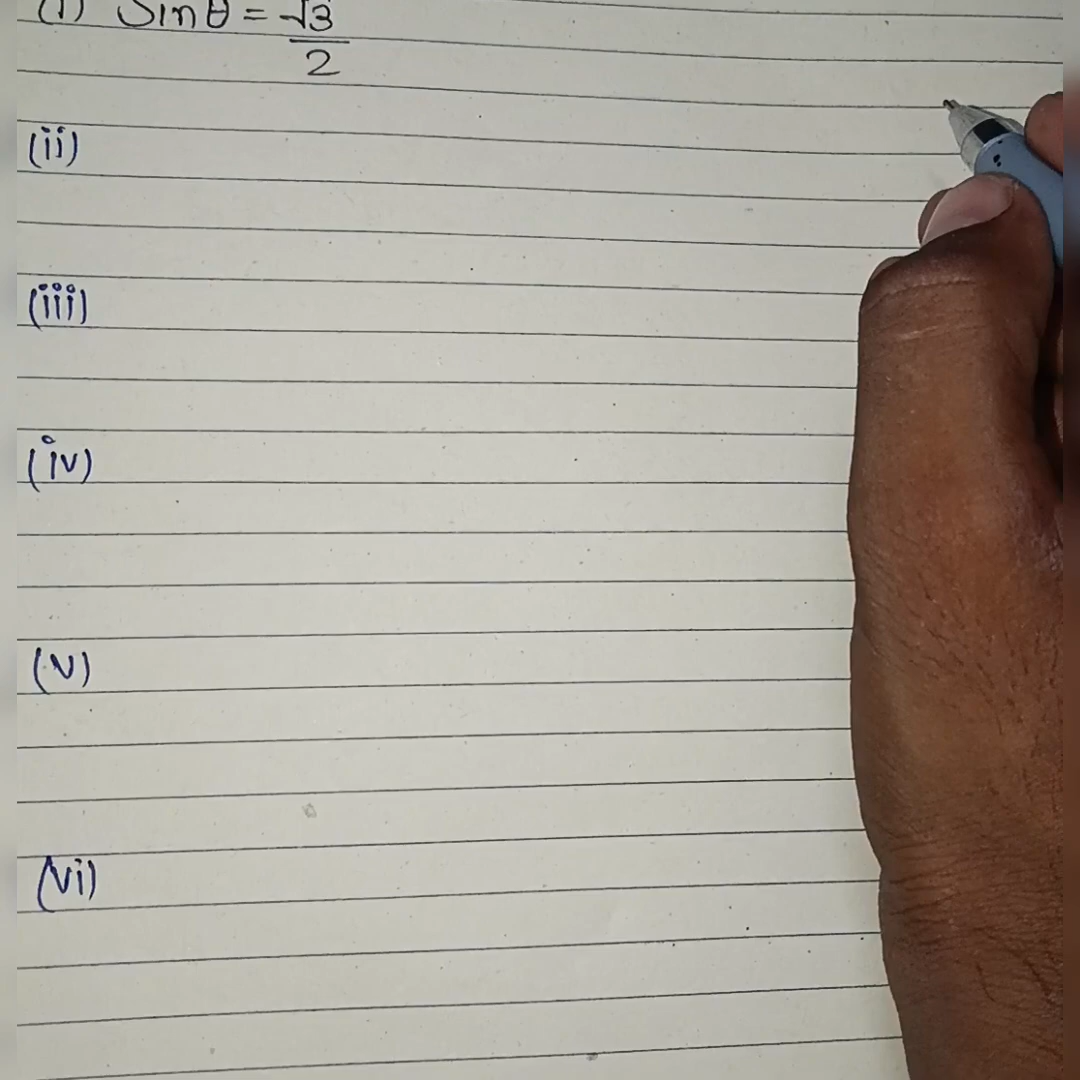 (i) Sinθ = √3/2
(ii)
(iii)
(iv)
(v)
(vi)